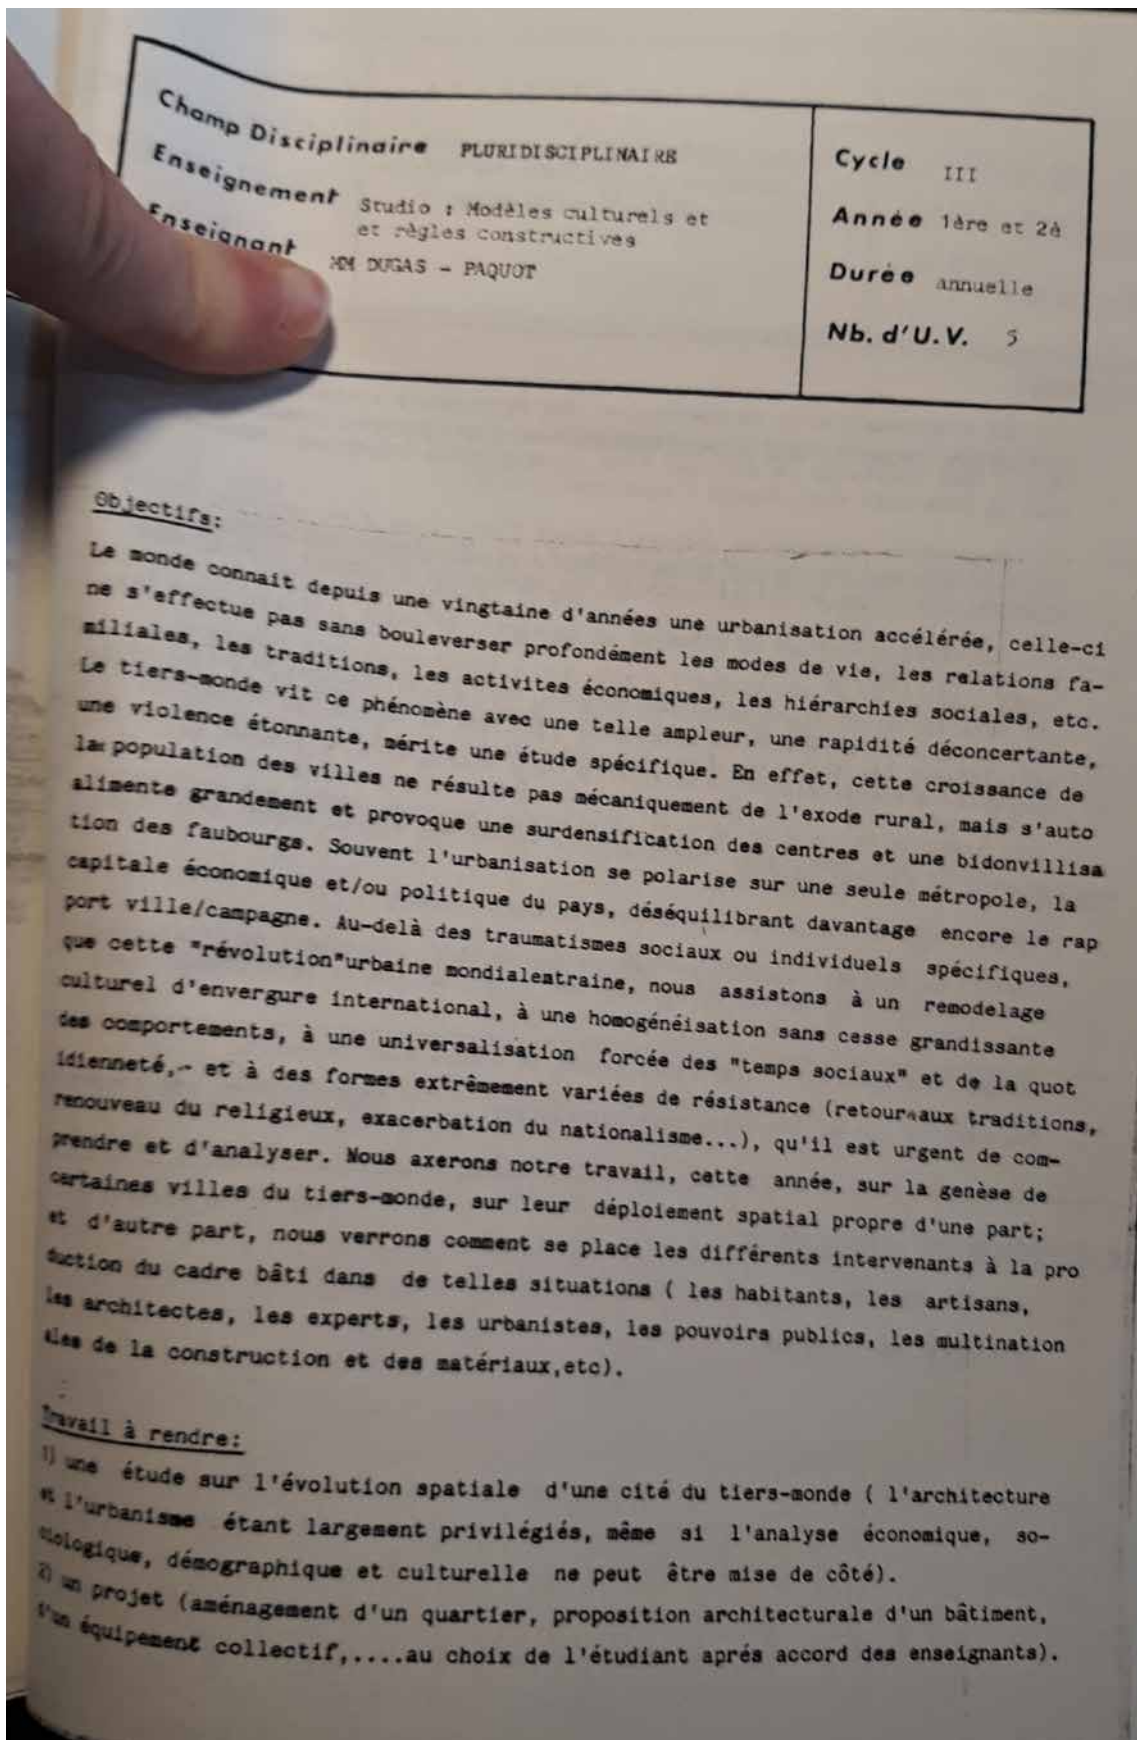 Champ Disciplinaire PLURIDISCIPLINAIRE
Enseignement Studio : Modèles culturels et
et règles constructives
Enseignant MM DUGAS - PAQUOT
Cycle III
Année 1ère et 2è
Durée annuelle
Nb. d'U.V. 5
Objectifs:
Le monde connait depuis une vingtaine d'années une urbanisation accélérée, celle-ci
ne s'effectue pas sans bouleverser profondément les modes de vie, les relations fa-
miliales, les traditions, les activites économiques, les hiérarchies sociales, etc.
Le tiers-monde vit ce phénomène avec une telle ampleur, une rapidité déconcertante,
une violence étonnante, mérite une étude spécifique. En effet, cette croissance de
la population des villes ne résulte pas mécaniquement de l'exode rural, mais s'auto
alimente grandement et provoque une surdensification des centres et une bidonvillisa
tion des faubourgs. Souvent l'urbanisation se polarise sur une seule métropole, la
capitale économique et/ou politique du pays, déséquilibrant davantage encore le rap
port ville/campagne. Au-delà des traumatismes sociaux ou individuels spécifiques,
que cette "révolution"urbaine mondialeatraine, nous assistons à un remodelage
culturel d'envergure international, à une homogénéisation sans cesse grandissante
des comportements, à une universalisation forcée des "temps sociaux" et de la quot
idienneté,- et à des formes extrêmement variées de résistance (retour aux traditions,
renouveau du religieux, exacerbation du nationalisme...), qu'il est urgent de com-
prendre et d'analyser. Nous axerons notre travail, cette année, sur la genèse de
certaines villes du tiers-monde, sur leur déploiement spatial propre d'une part;
et d'autre part, nous verrons comment se place les différents intervenants à la pro
duction du cadre bâti dans de telles situations ( les habitants, les artisans,
les architectes, les experts, les urbanistes, les pouvoirs publics, les multination
ales de la construction et des matériaux,etc).
Travail à rendre:
1) une étude sur l'évolution spatiale d'une cité du tiers-monde ( l'architecture
et l'urbanisme étant largement privilégiés, même si l'analyse économique, so-
ciologique, démographique et culturelle ne peut être mise de côté).
2) un projet (aménagement d'un quartier, proposition architecturale d'un bâtiment,
d'un équipement collectif,....au choix de l'étudiant aprés accord des enseignants).